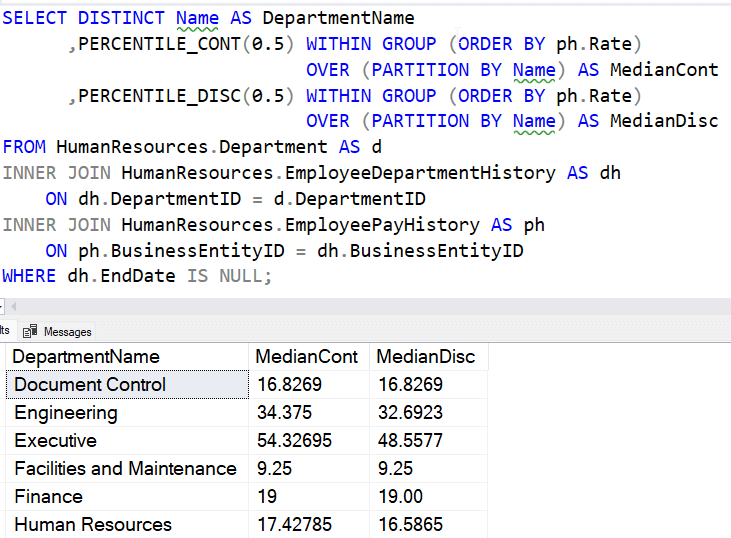 SELECT DISTINCT Name AS DepartmentName
,PERCENTILE_CONT(0.5) WITHIN GROUP (ORDER BY ph.Rate)
OVER (PARTITION BY Name) AS MedianCont
,PERCENTILE_DISC(0.5) WITHIN GROUP (ORDER BY ph.Rate)
OVER (PARTITION BY Name) AS MedianDisc
FROM HumanResources.Department AS d
INNER JOIN HumanResources.EmployeeDepartmentHistory AS dh
ON dh.DepartmentID = d.DepartmentID
INNER JOIN HumanResources.EmployeePayHistory AS ph
ON ph.BusinessEntityID = dh.BusinessEntityID
WHERE dh.EndDate IS NULL;
lts Messages
DepartmentName MedianCont MedianDisc
Document Control 16.8269 16.8269
Engineering 34.375 32.6923
Executive 54.32695 48.5577
Facilities and Maintenance 9.25 9.25
Finance 19 19.00
Human Resources 17.42785 16.5865